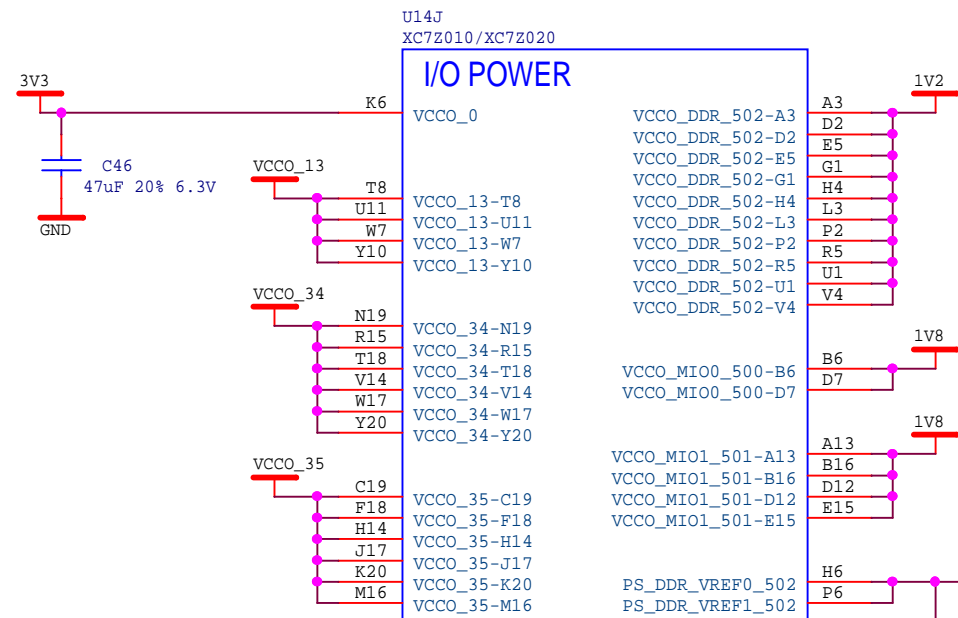 U14J
XC7Z010/XC7Z020
I/O POWER
3V3
K6
VCCO_0
C46
47uF 20% 6.3V
GND
VCCO_13
T8
VCCO_13-T8
U11
VCCO_13-U11
W7
VCCO_13-W7
Y10
VCCO_13-Y10
VCCO_34
N19
VCCO_34-N19
R15
VCCO_34-R15
T18
VCCO_34-T18
V14
VCCO_34-V14
W17
VCCO_34-W17
Y20
VCCO_34-Y20
VCCO_35
C19
VCCO_35-C19
F18
VCCO_35-F18
H14
VCCO_35-H14
J17
VCCO_35-J17
K20
VCCO_35-K20
M16
VCCO_35-M16
1V2
VCCO_DDR_502-A3
A3
VCCO_DDR_502-D2
D2
VCCO_DDR_502-E5
E5
VCCO_DDR_502-G1
G1
VCCO_DDR_502-H4
H4
VCCO_DDR_502-L3
L3
VCCO_DDR_502-P2
P2
VCCO_DDR_502-R5
R5
VCCO_DDR_502-U1
U1
VCCO_DDR_502-V4
V4
1V8
VCCO_MIO0_500-B6
B6
VCCO_MIO0_500-D7
D7
1V8
VCCO_MIO1_501-A13
A13
VCCO_MIO1_501-B16
B16
VCCO_MIO1_501-D12
D12
VCCO_MIO1_501-E15
E15
PS_DDR_VREF0_502
H6
PS_DDR_VREF1_502
P6